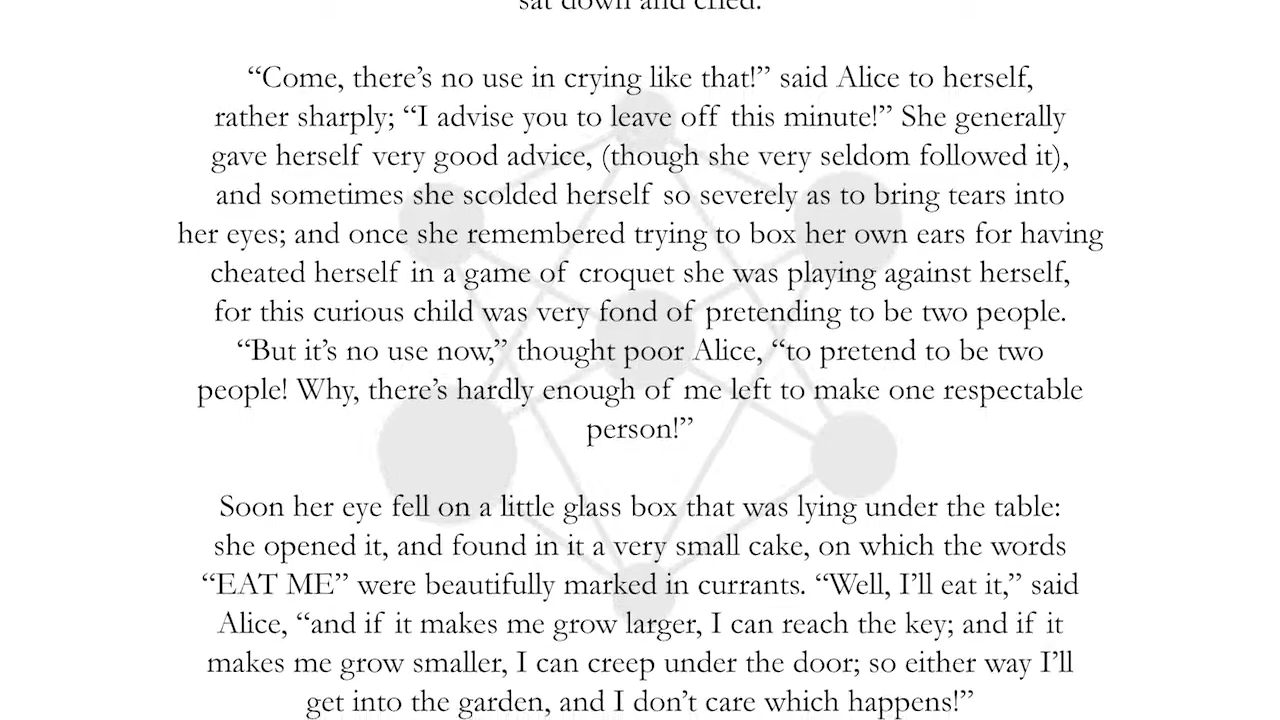 sat down and cried.
“Come, there’s no use in crying like that!” said Alice to herself,
rather sharply; “I advise you to leave off this minute!” She generally
gave herself very good advice, (though she very seldom followed it),
and sometimes she scolded herself so severely as to bring tears into
her eyes; and once she remembered trying to box her own ears for having
cheated herself in a game of croquet she was playing against herself,
for this curious child was very fond of pretending to be two people.
“But it’s no use now,” thought poor Alice, “to pretend to be two
people! Why, there’s hardly enough of me left to make one respectable
person!”
Soon her eye fell on a little glass box that was lying under the table:
she opened it, and found in it a very small cake, on which the words
“EAT ME” were beautifully marked in currants. “Well, I’ll eat it,” said
Alice, “and if it makes me grow larger, I can reach the key; and if it
makes me grow smaller, I can creep under the door; so either way I’ll
get into the garden, and I don’t care which happens!”